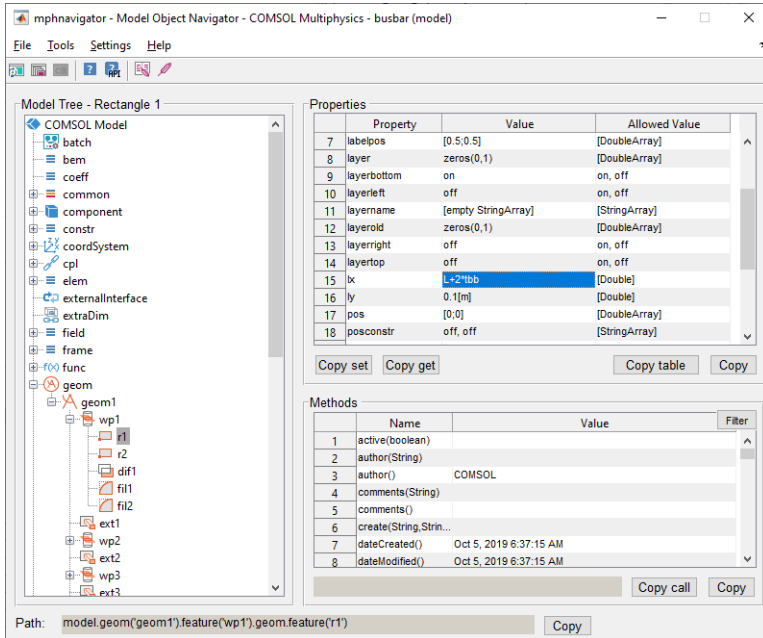 mphnavigator - Model Object Navigator - COMSOL Multiphysics - busbar (model)
File Tools Settings Help
? ? API
Model Tree - Rectangle 1
COMSOL Model
batch
bem
coeff
common
component
constr
coordSystem
cpl
elem
externalInterface
extraDim
field
frame
f(x) func
geom
geom1
wp1
r1
r2
dif1
fil1
fil2
ext1
wp2
ext2
wp3
ext3
Properties
Property Value Allowed Value
7 labelpos [0.5;0.5] [DoubleArray]
8 layer zeros(0,1) [DoubleArray]
9 layerbottom on on, off
10 layerleft off on, off
11 layername [empty StringArray] [StringArray]
12 layerold zeros(0,1) [DoubleArray]
13 layerright off on, off
14 layertop off on, off
15 lx L+2*tbb [Double]
16 ly 0.1[m] [Double]
17 pos [0;0] [DoubleArray]
18 posconstr off, off [StringArray]
Copy set Copy get Copy table Copy
Methods
Name Value Filter
1 active(boolean)
2 author(String)
3 author() COMSOL
4 comments(String)
5 comments()
6 create(String,Strin...
7 dateCreated() Oct 5, 2019 6:37:15 AM
8 dateModified() Oct 5, 2019 6:37:15 AM
Copy call Copy
Path: model.geom('geom1').feature('wp1').geom.feature('r1') Copy